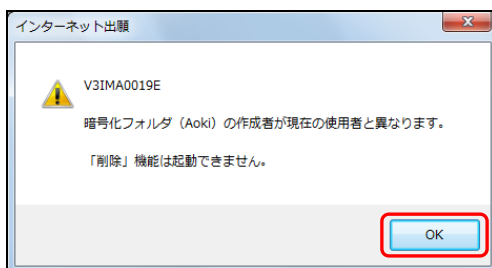 インターネット出願
V3IMA0019E
暗号化フォルダ（Aoki）の作成者が現在の使用者と異なります。
「削除」機能は起動できません。
OK